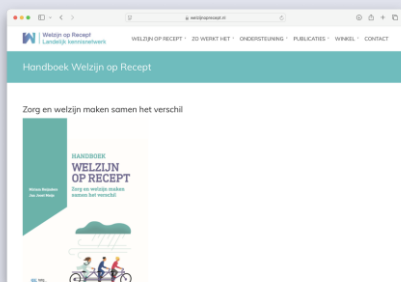 welzijnoprecept.nl
Welzijn op Recept
Landelijk kennisnetwerk
WELZIJN OP RECEPT ZO WERKT HET ONDERSTEUNING PUBLICATIES WINKEL CONTACT
Handboek Welzijn op Recept
Zorg en welzijn maken samen het verschil
HANDBOEK
WELZIJN
OP RECEPT
Zorg en welzijn maken
samen het verschil